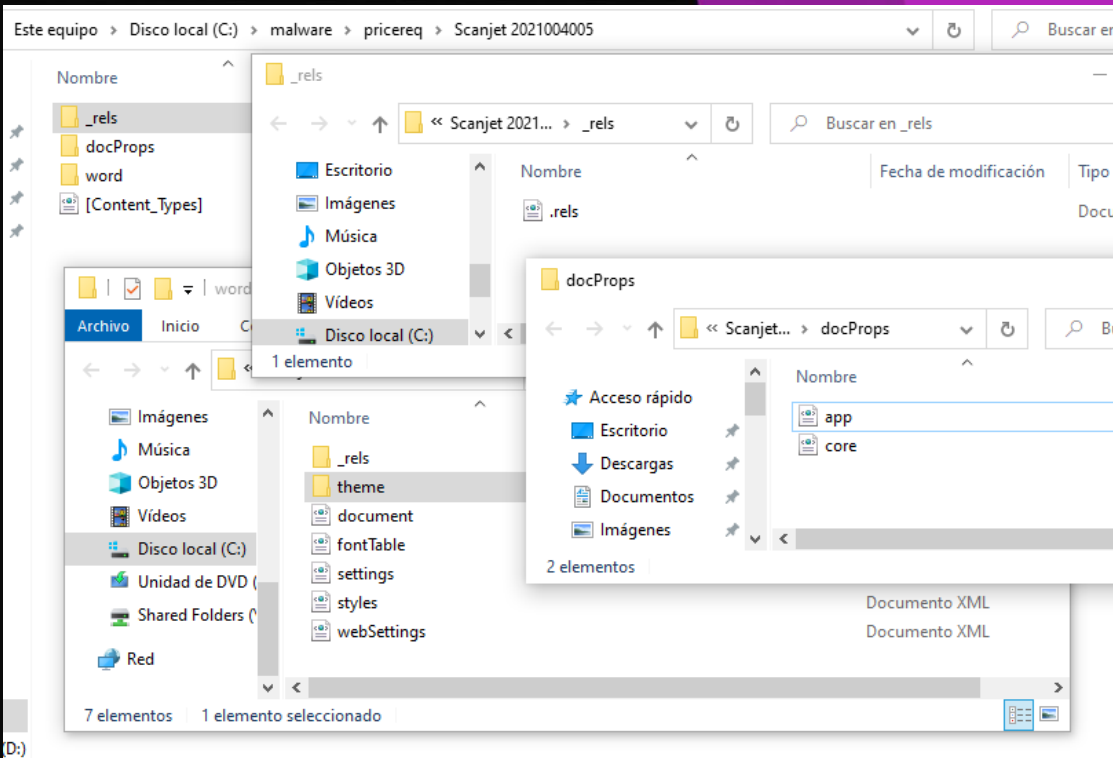 Este equipo > Disco local (C:) > malware > pricereq > Scanjet 2021004005
Buscar en
Nombre
_rels
docProps
word
[Content_Types]
_rels
« Scanjet 2021... > _rels
Buscar en _rels
Escritorio
Imágenes
Música
Objetos 3D
Vídeos
Disco local (C:)
Nombre
Fecha de modificación
Tipo
.rels
Docu
1 elemento
docProps
« Scanjet... > docProps
B
Acceso rápido
Escritorio
Descargas
Documentos
Imágenes
Nombre
app
core
2 elementos
word
Archivo
Inicio
Imágenes
Música
Objetos 3D
Vídeos
Disco local (C:)
Unidad de DVD (
Shared Folders (
Red
Nombre
_rels
theme
document
fontTable
settings
styles
Documento XML
webSettings
Documento XML
7 elementos
1 elemento seleccionado
(D:)